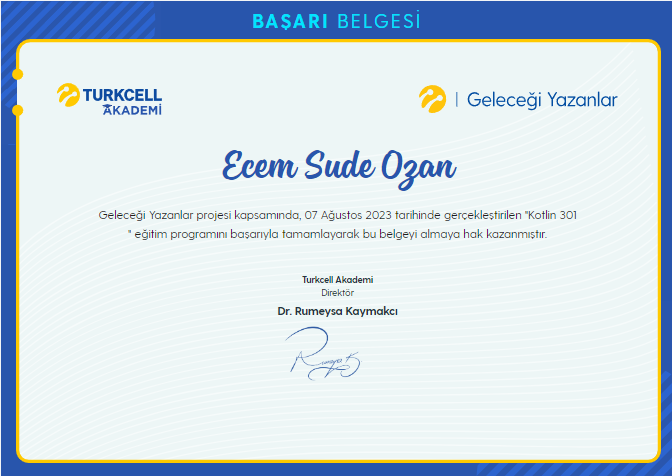 BAŞARI BELGESİ
TURKCELL
AKADEMİ
| Geleceği Yazanlar
Ecem Sude Ozan
Geleceği Yazanlar projesi kapsamında, 07 Ağustos 2023 tarihinde gerçekleştirilen "Kotlin 301
" eğitim programını başarıyla tamamlayarak bu belgeyi almaya hak kazanmıştır.
Turkcell Akademi
Direktör
Dr. Rumeysa Kaymakcı
Rumeysa K